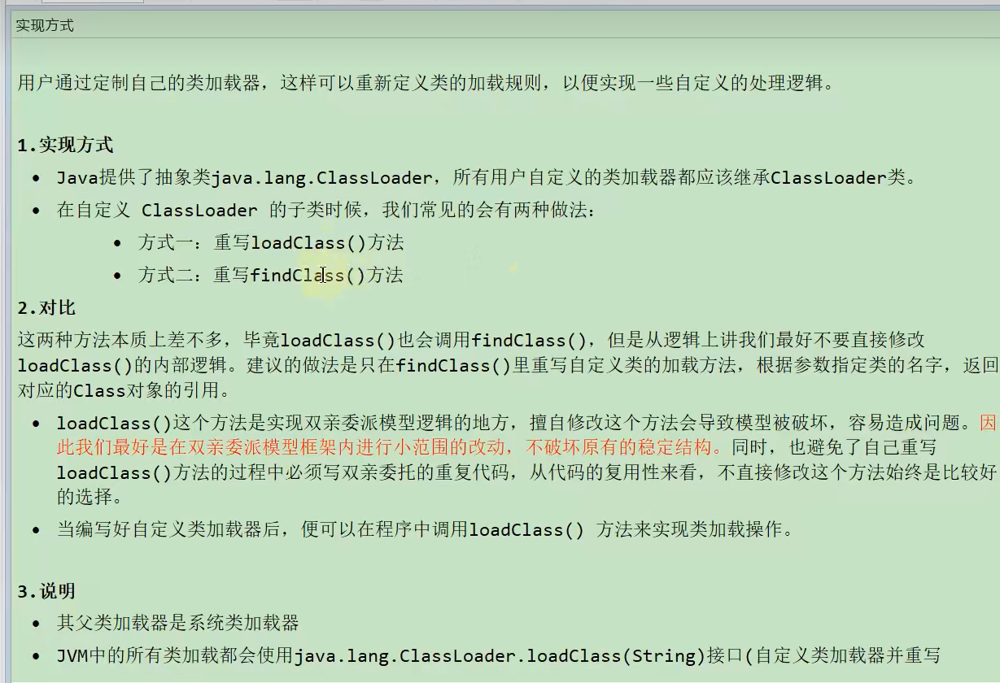 实现方式
用户通过定制自己的类加载器，这样可以重新定义类的加载规则，以便实现一些自定义的处理逻辑。
1.实现方式
• Java提供了抽象类java.lang.ClassLoader，所有用户自定义的类加载器都应该继承ClassLoader类。
• 在自定义 ClassLoader 的子类时候，我们常见的会有两种做法：
• 方式一：重写loadClass()方法
• 方式二：重写findClass()方法
2.对比
这两种方法本质上差不多，毕竟loadClass()也会调用findClass()，但是从逻辑上讲我们最好不要直接修改
loadClass()的内部逻辑。建议的做法是只在findClass()里重写自定义类的加载方法，根据参数指定类的名字，返回
对应的Class对象的引用。
• loadClass()这个方法是实现双亲委派模型逻辑的地方，擅自修改这个方法会导致模型被破坏，容易造成问题。因
此我们最好是在双亲委派模型框架内进行小范围的改动，不破坏原有的稳定结构。同时，也避免了自己重写
loadClass()方法的过程中必须写双亲委托的重复代码，从代码的复用性来看，不直接修改这个方法始终是比较好
的选择。
• 当编写好自定义类加载器后，便可以在程序中调用loadClass() 方法来实现类加载操作。
3.说明
• 其父类加载器是系统类加载器
• JVM中的所有类加载都会使用java.lang.ClassLoader.loadClass(String)接口(自定义类加载器并重写